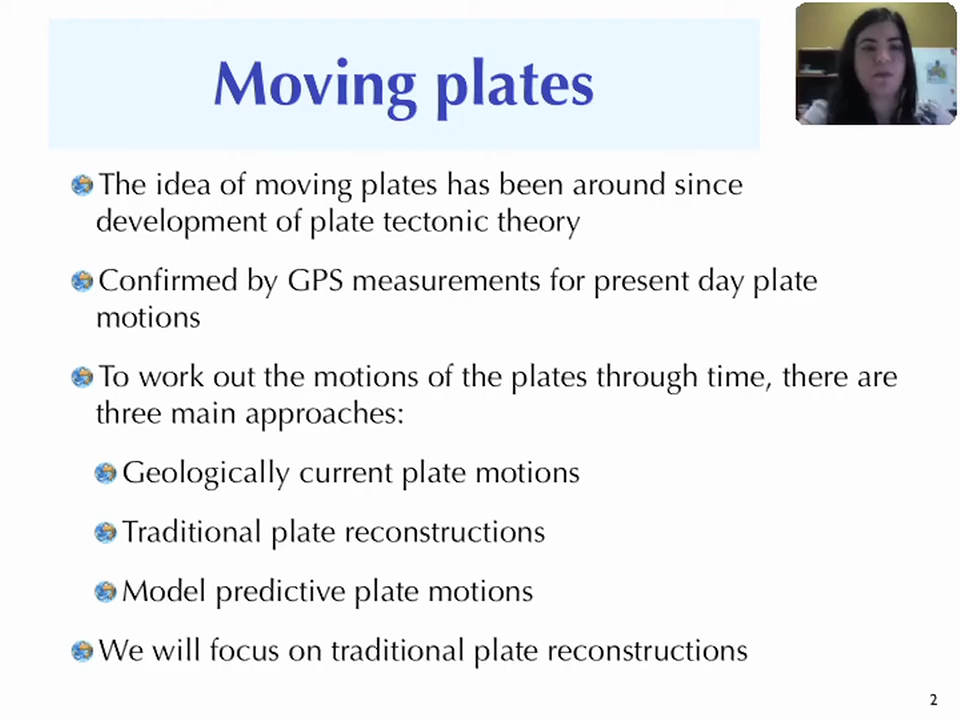 Moving plates
The idea of moving plates has been around since
development of plate tectonic theory
Confirmed by GPS measurements for present day plate
motions
To work out the motions of the plates through time, there are
three main approaches:
Geologically current plate motions
Traditional plate reconstructions
Model predictive plate motions
We will focus on traditional plate reconstructions
2